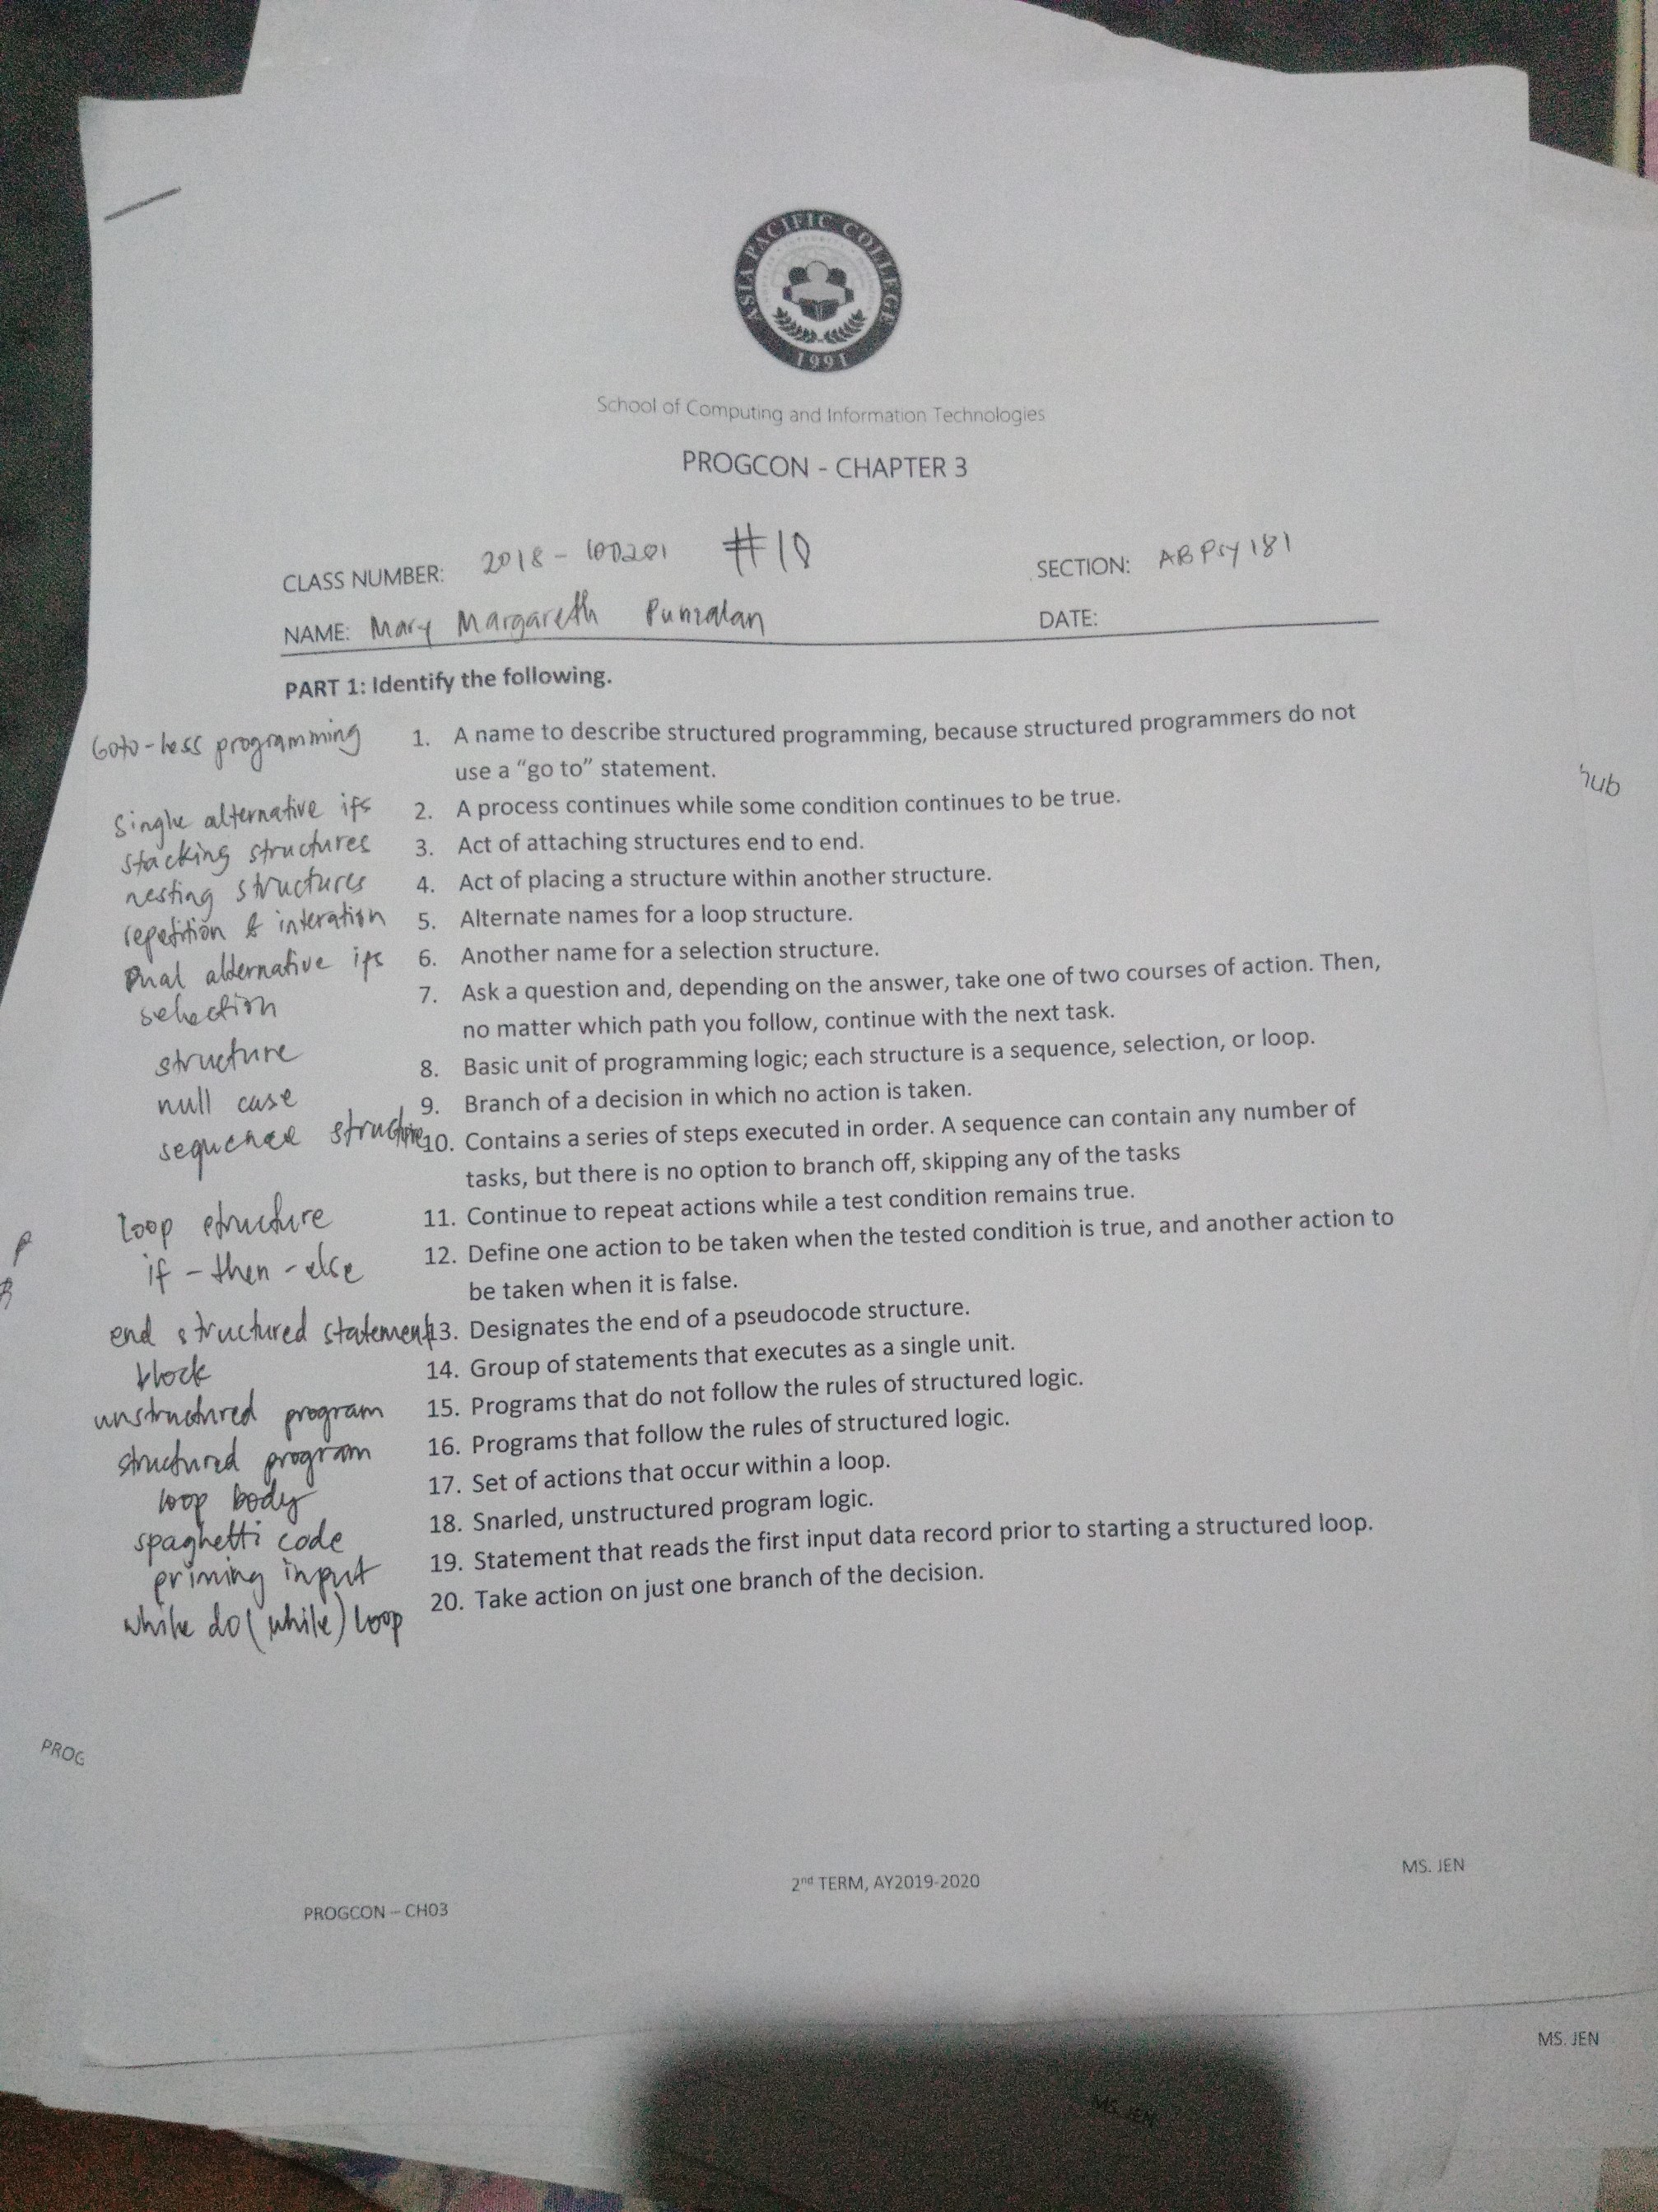 ASIA PACIFIC COLLEGE
1991
School of Computing and Information Technologies
PROGCON - CHAPTER 3
CLASS NUMBER: 2018-100201 #18 SECTION: ABPsy181
NAME: Mary Margareth Punzalan DATE:
PART 1: Identify the following.
Goto-less programming 1. A name to describe structured programming, because structured programmers do not
use a “go to” statement.
single alternative ifs 2. A process continues while some condition continues to be true.
stacking structures 3. Act of attaching structures end to end.
nesting structures 4. Act of placing a structure within another structure.
repetition & interation 5. Alternate names for a loop structure.
Dual aldernative ifs 6. Another name for a selection structure.
selection 7. Ask a question and, depending on the answer, take one of two courses of action. Then,
no matter which path you follow, continue with the next task.
structure 8. Basic unit of programming logic; each structure is a sequence, selection, or loop.
null case 9. Branch of a decision in which no action is taken.
sequence structure 10. Contains a series of steps executed in order. A sequence can contain any number of
tasks, but there is no option to branch off, skipping any of the tasks
loop structure 11. Continue to repeat actions while a test condition remains true.
if-then-else 12. Define one action to be taken when the tested condition is true, and another action to
be taken when it is false.
end structured statement 13. Designates the end of a pseudocode structure.
block 14. Group of statements that executes as a single unit.
unstructured program 15. Programs that do not follow the rules of structured logic.
structured program 16. Programs that follow the rules of structured logic.
loop body 17. Set of actions that occur within a loop.
spaghetti code 18. Snarled, unstructured program logic.
priming input 19. Statement that reads the first input data record prior to starting a structured loop.
while do(while) loop 20. Take action on just one branch of the decision.
PROG
2nd TERM, AY2019-2020
MS. JEN
PROGCON – CH03
MS. JEN
MS. JEN